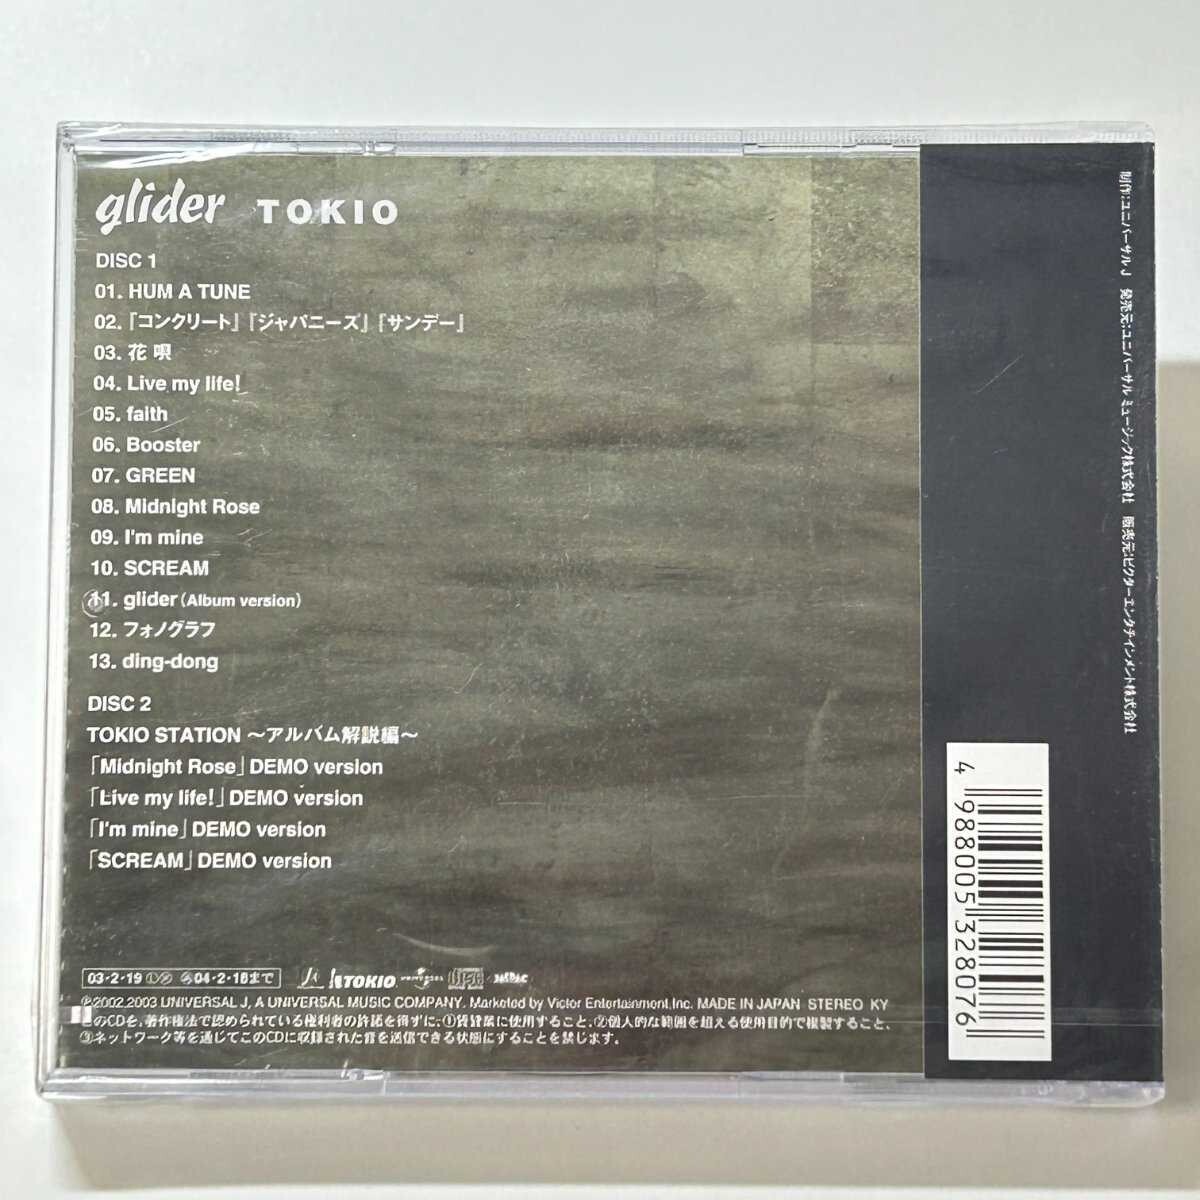 glider TOKIO
DISC 1
01. HUM A TUNE
02.『コンクリート』『ジャパニーズ』『サンデー』
03. 花唄
04. Live my life!
05. faith
06. Booster
07. GREEN
08. Midnight Rose
09. I'm mine
10. SCREAM
11. glider (Album version)
12. フォノグラフ
13. ding-dong
DISC 2
TOKIO STATION 〜アルバム解説編〜
「Midnight Rose」DEMO version
「Live my life!」DEMO version
「I'm mine」DEMO version
「SCREAM」DEMO version
03・2・19 04・2・18まで
TOKIO UNIVERSAL JASRAC
℗2002,2003 UNIVERSAL J, A UNIVERSAL MUSIC COMPANY. Marketed by Victor Entertainment,Inc. MADE IN JAPAN STEREO KY
このCDを、著作権法で認められている権利者の許諾を得ずに、①賃貸業に使用すること、②個人的な範囲を超える使用目的で複製すること、
③ネットワーク等を通じてこのCDに収録された音を送信できる状態にすることを禁じます。
制作:ユニバーサルJ 発売元:ユニバーサル ミュージック株式会社 販売元:ビクターエンタテインメント株式会社
4 988005 328076